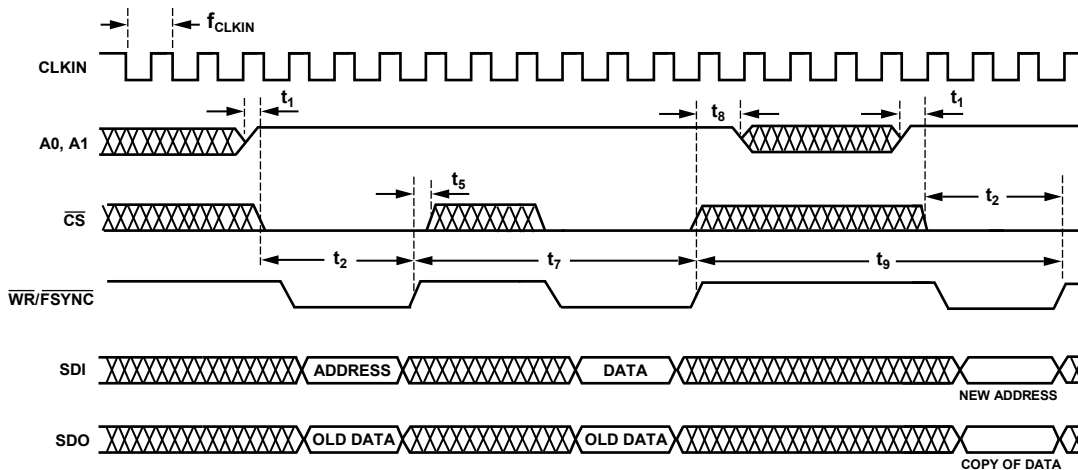 fCLKIN
CLKIN
t1
t8
t1
A0, A1
t5
t2
CS
t2
t7
t9
WR/FSYNC
SDI
ADDRESS
DATA
NEW ADDRESS
SDO
OLD DATA
OLD DATA
COPY OF DATA